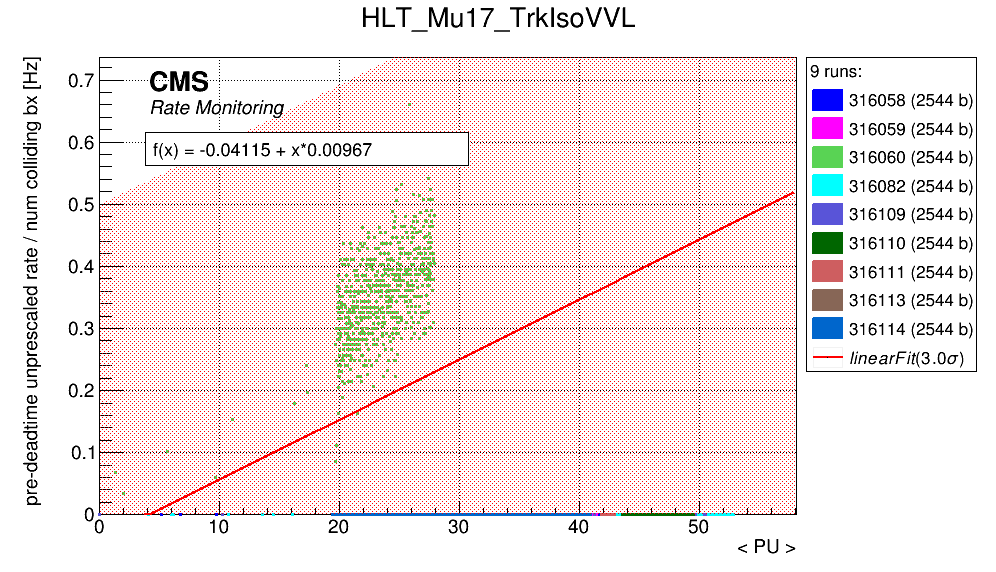 HLT_Mu17_TrkIsoVVL
pre-deadtime unprescaled rate / num colliding bx [Hz]
CMS
Rate Monitoring
f(x) = -0.04115 + x*0.00967
0.7
0.6
0.5
0.4
0.3
0.2
0.1
0
0 10 20 30 40 50
< PU >
9 runs:
316058 (2544 b)
316059 (2544 b)
316060 (2544 b)
316082 (2544 b)
316109 (2544 b)
316110 (2544 b)
316111 (2544 b)
316113 (2544 b)
316114 (2544 b)
linearFit(3.0σ)